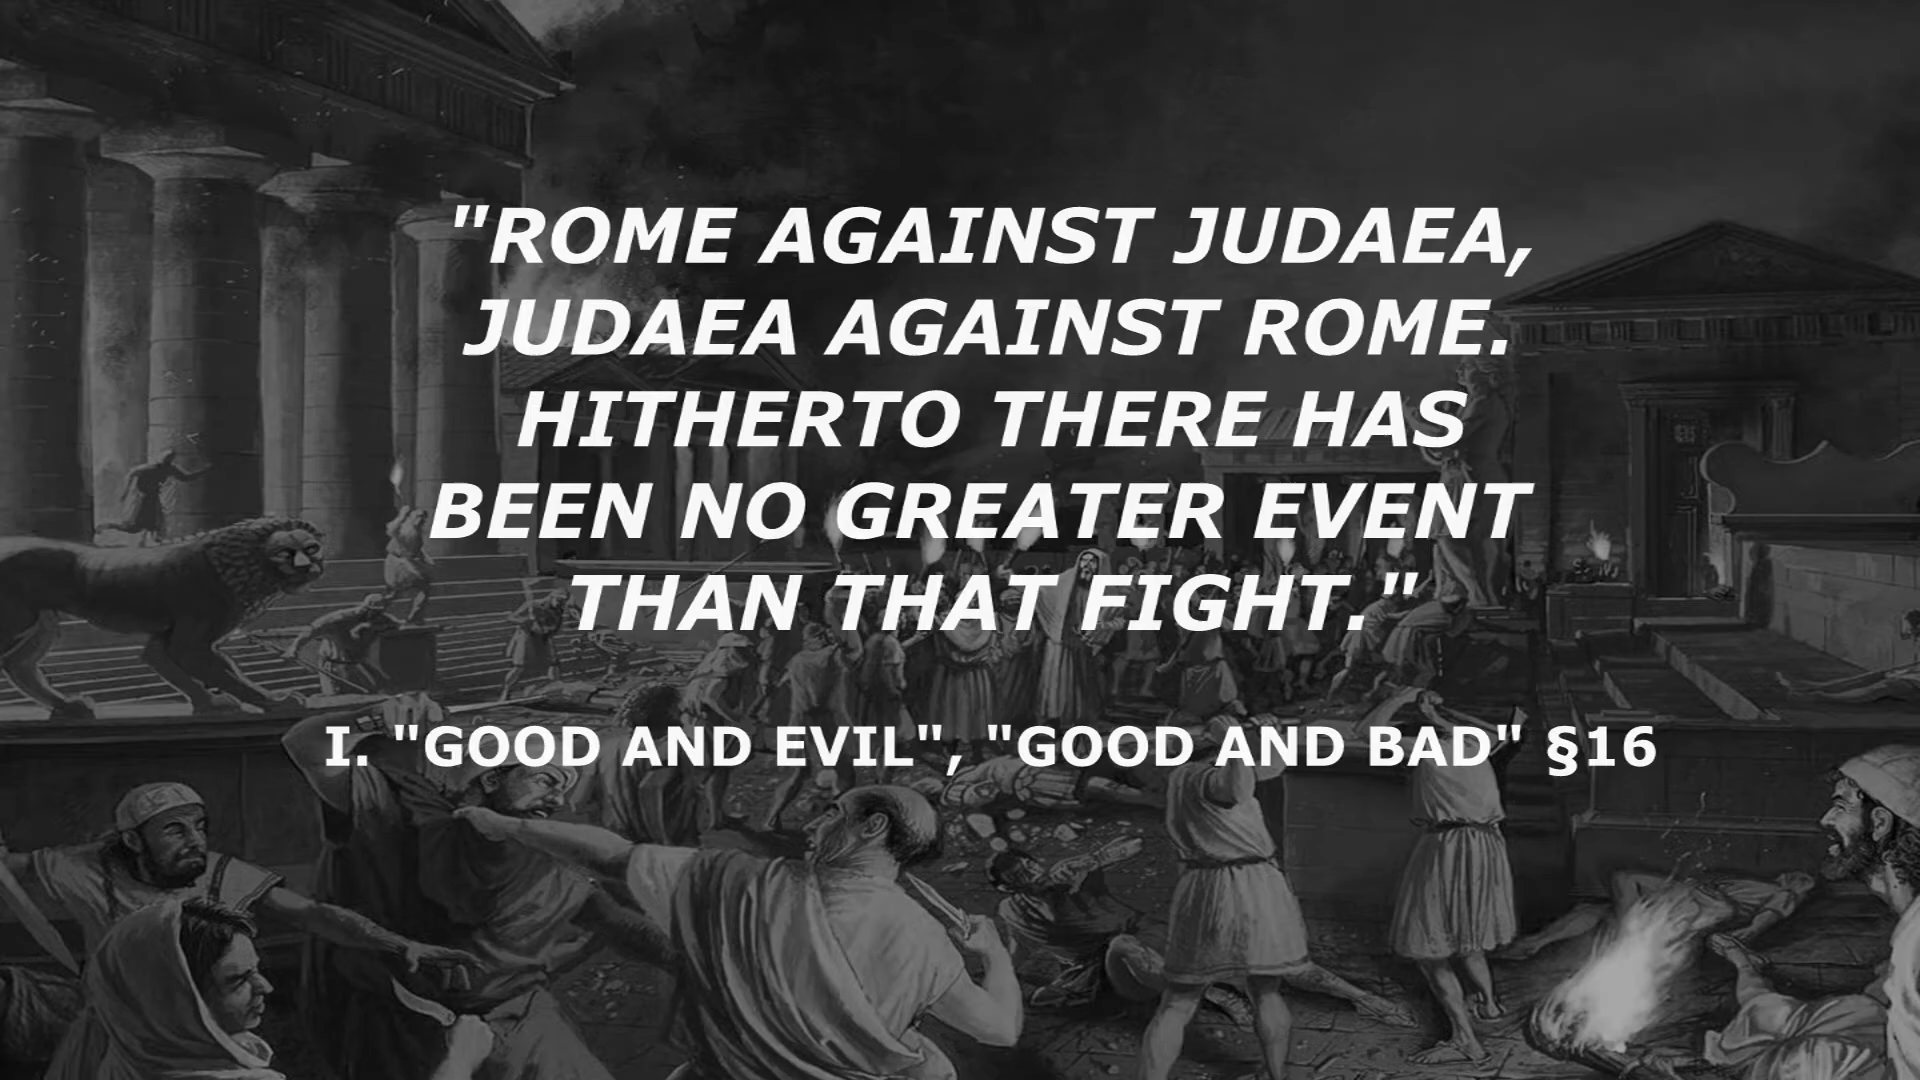 "ROME AGAINST JUDAEA,
JUDAEA AGAINST ROME.
HITHERTO THERE HAS
BEEN NO GREATER EVENT
THAN THAT FIGHT."
I. "GOOD AND EVIL", "GOOD AND BAD" §16